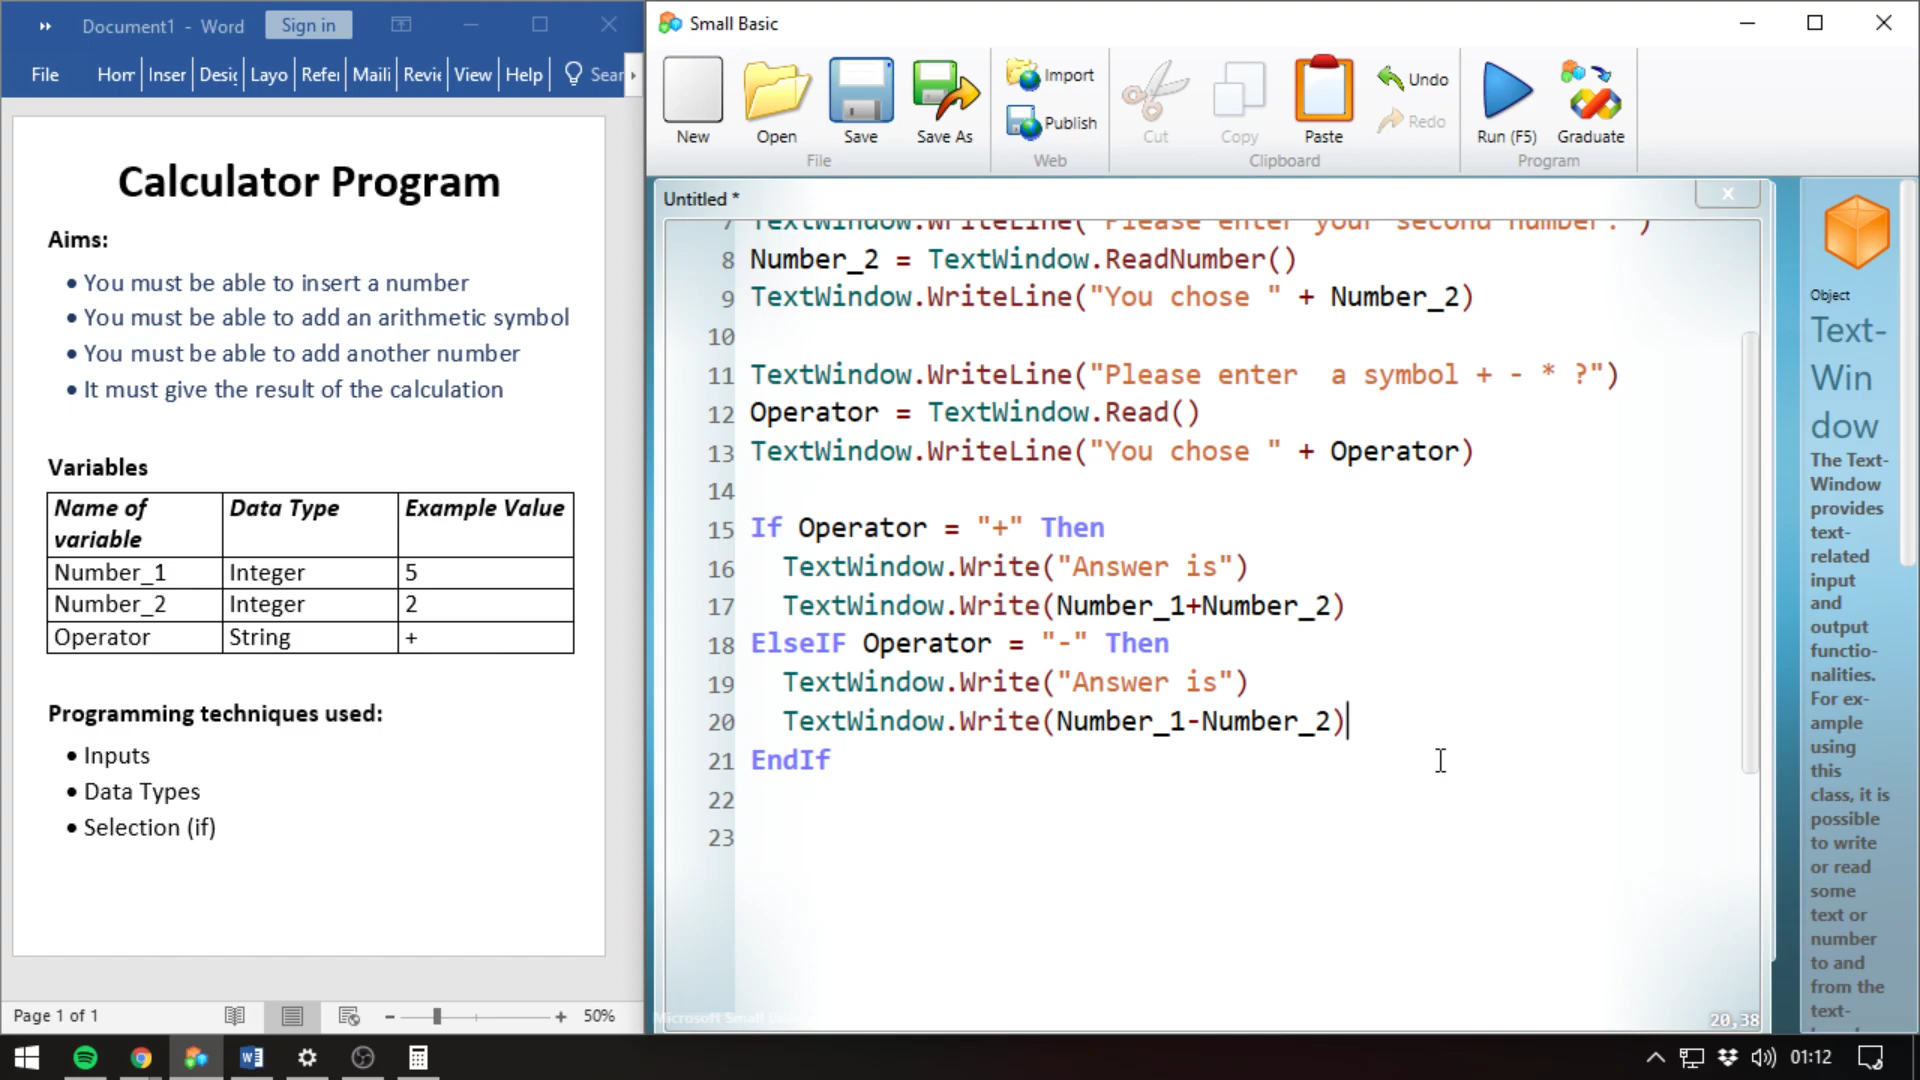 Document1 - Word
Sign in
File
Hom
Inser
Desig
Layo
Refe
Maili
Revie
View
Help
Sear
Calculator Program
Aims:
• You must be able to insert a number
• You must be able to add an arithmetic symbol
• You must be able to add another number
• It must give the result of the calculation
Variables
Name of variable Data Type Example Value
Number_1 Integer 5
Number_2 Integer 2
Operator String +
Programming techniques used:
• Inputs
• Data Types
• Selection (if)
Page 1 of 1
50%
Small Basic
New
Open
Save
Save As
File
Import
Publish
Web
Cut
Copy
Paste
Undo
Redo
Clipboard
Run (F5)
Graduate
Program
Untitled *
7 TextWindow.WriteLine("Please enter your second number.")
8 Number_2 = TextWindow.ReadNumber()
9 TextWindow.WriteLine("You chose " + Number_2)
10
11 TextWindow.WriteLine("Please enter  a symbol + - * ?")
12 Operator = TextWindow.Read()
13 TextWindow.WriteLine("You chose " + Operator)
14
15 If Operator = "+" Then
16   TextWindow.Write("Answer is")
17   TextWindow.Write(Number_1+Number_2)
18 ElseIF Operator = "-" Then
19   TextWindow.Write("Answer is")
20   TextWindow.Write(Number_1-Number_2)
21 EndIf
22
23
20,38
Object
Text-
Win
dow
The Text-
Window
provides
text-
related
input
and
output
functio-
nalities.
For ex-
ample
using
this
class, it is
possible
to write
or read
some
text or
number
to and
from the
text-
01:12